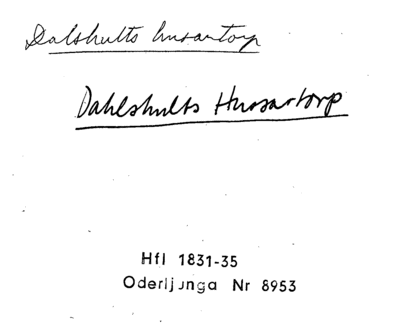 Dalshults husartorp
Dahlshults Husartorp
Hfl 1831-35
Oderljunga Nr 8953